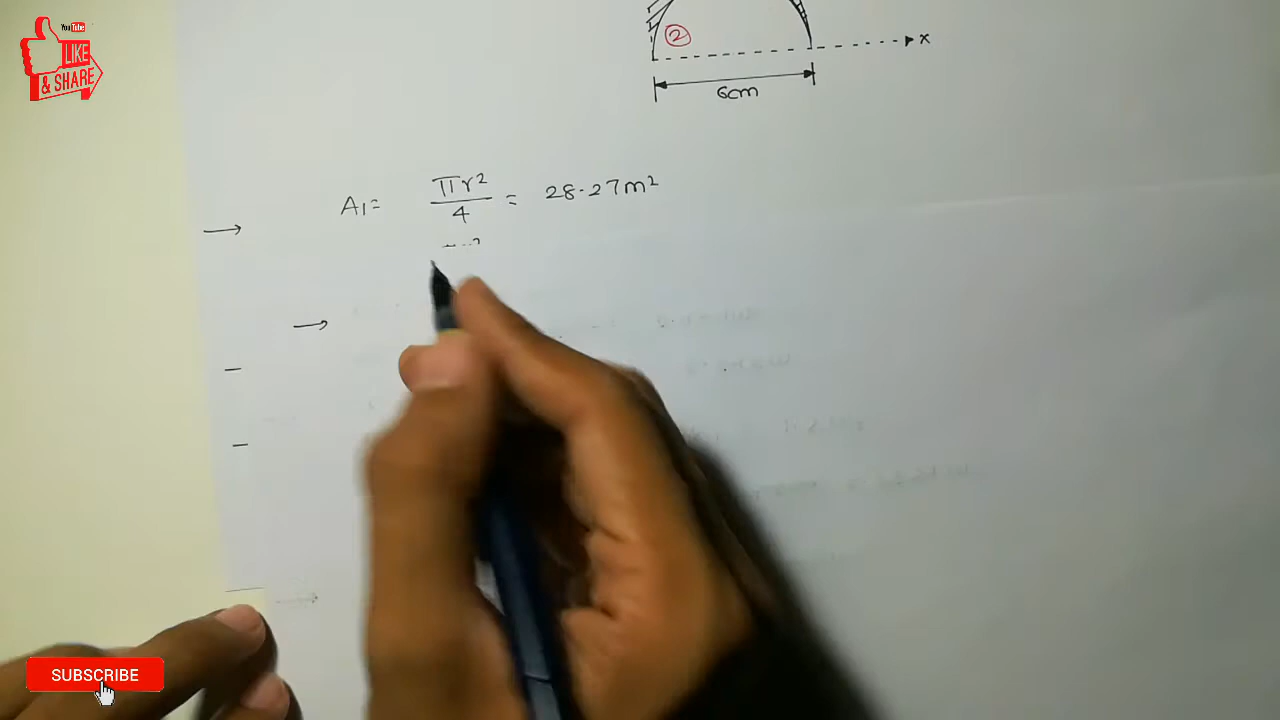 YouTube
LIKE
& SHARE
2
x
6cm
A1= πr²/4 = 28.27m²
SUBSCRIBE